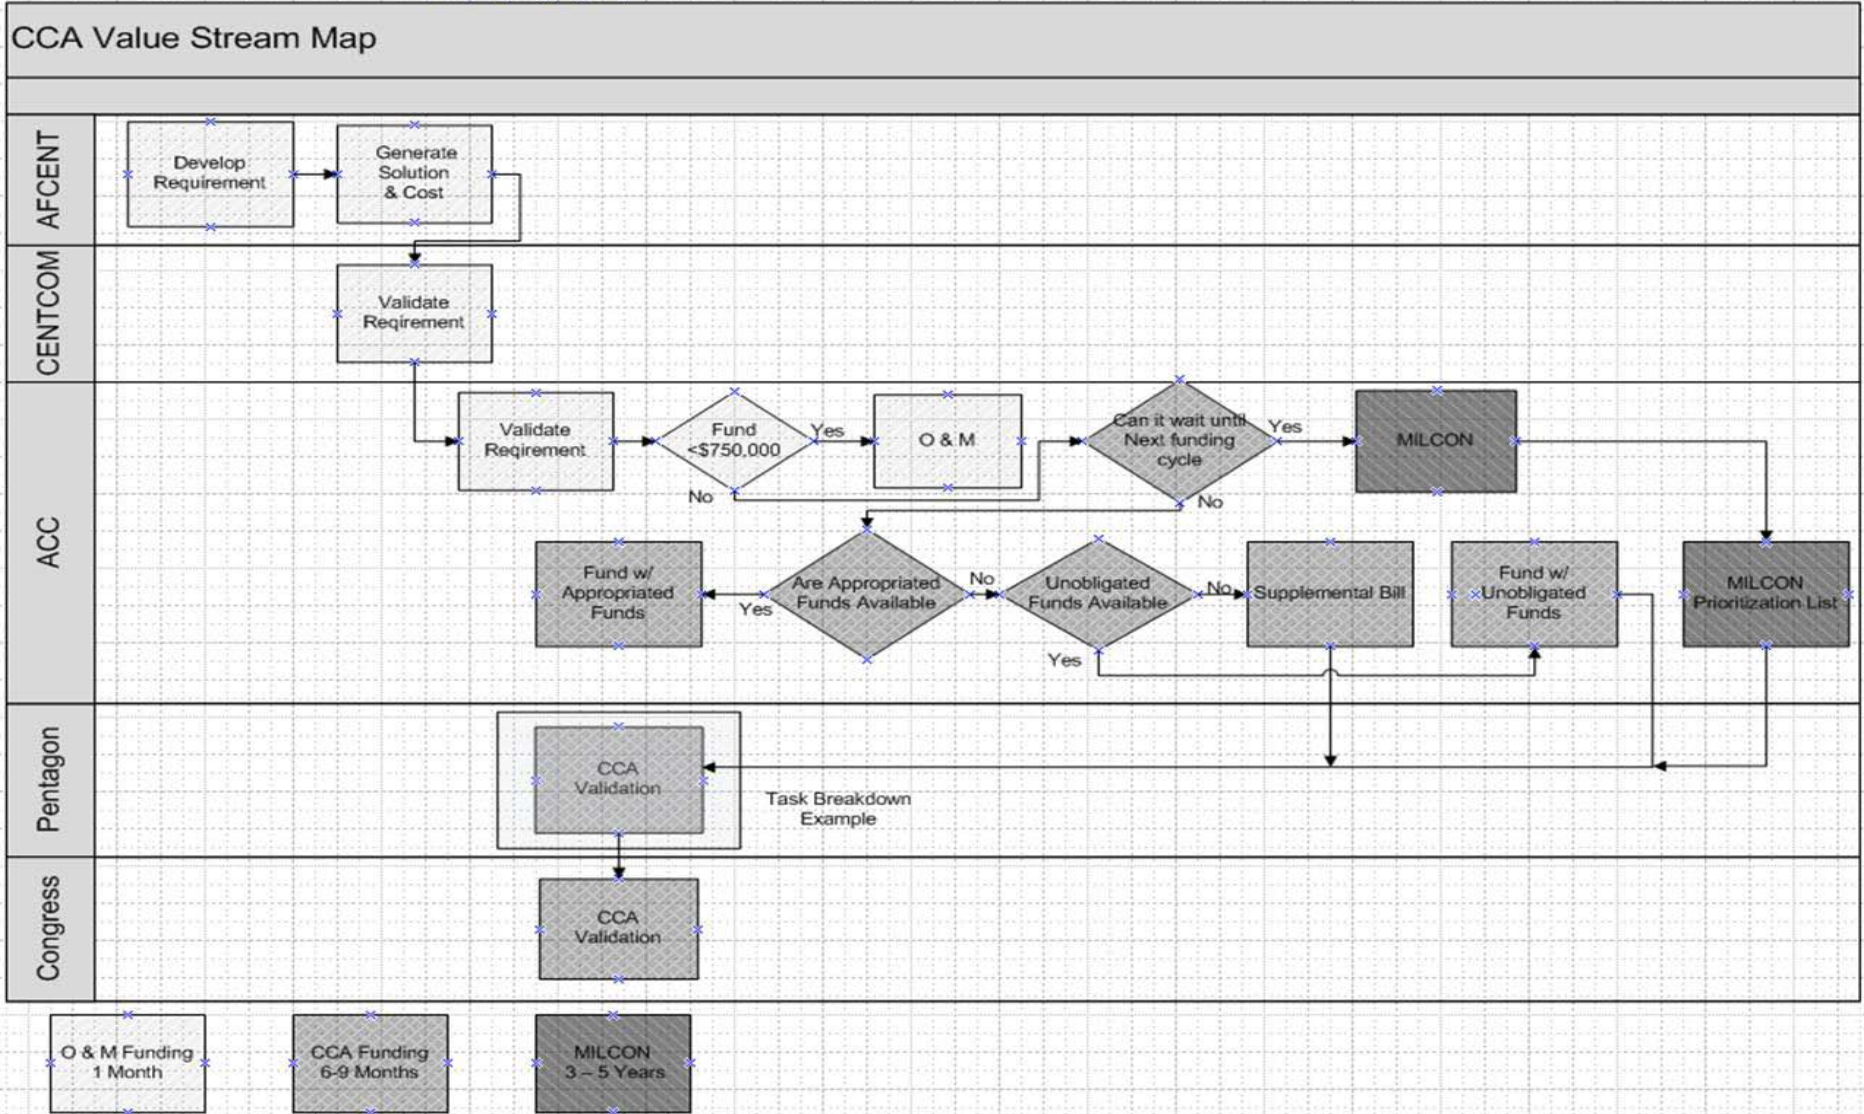 CCA Value Stream Map
AFCENT
Develop
Requirement
Generate
Solution
& Cost
CENTCOM
Validate
Reqirement
ACC
Validate
Reqirement
Fund
<$750,000
Yes
No
O & M
Can it wait until
Next funding
cycle
Yes
No
MILCON
Fund w/
Appropriated
Funds
Yes
Are Appropriated
Funds Available
No
Unobligated
Funds Available
No
Yes
Supplemental Bill
Fund w/
Unobligated
Funds
MILCON
Prioritization List
Pentagon
CCA
Validation
Task Breakdown
Example
Congress
CCA
Validation
O & M Funding
1 Month
CCA Funding
6-9 Months
MILCON
3 – 5 Years